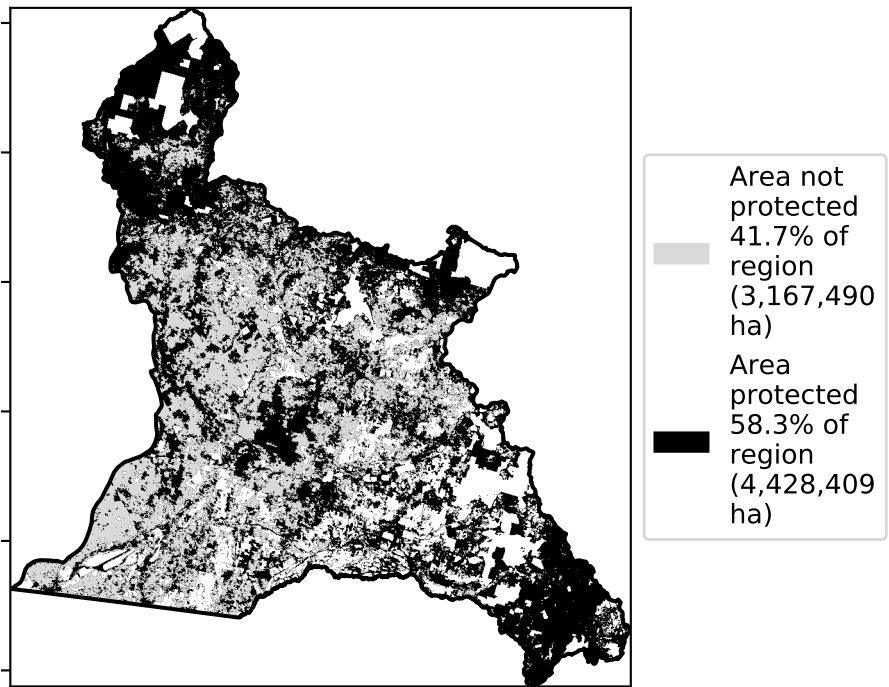 Area not
protected
41.7% of
region
(3,167,490
ha)
Area
protected
58.3% of
region
(4,428,409
ha)